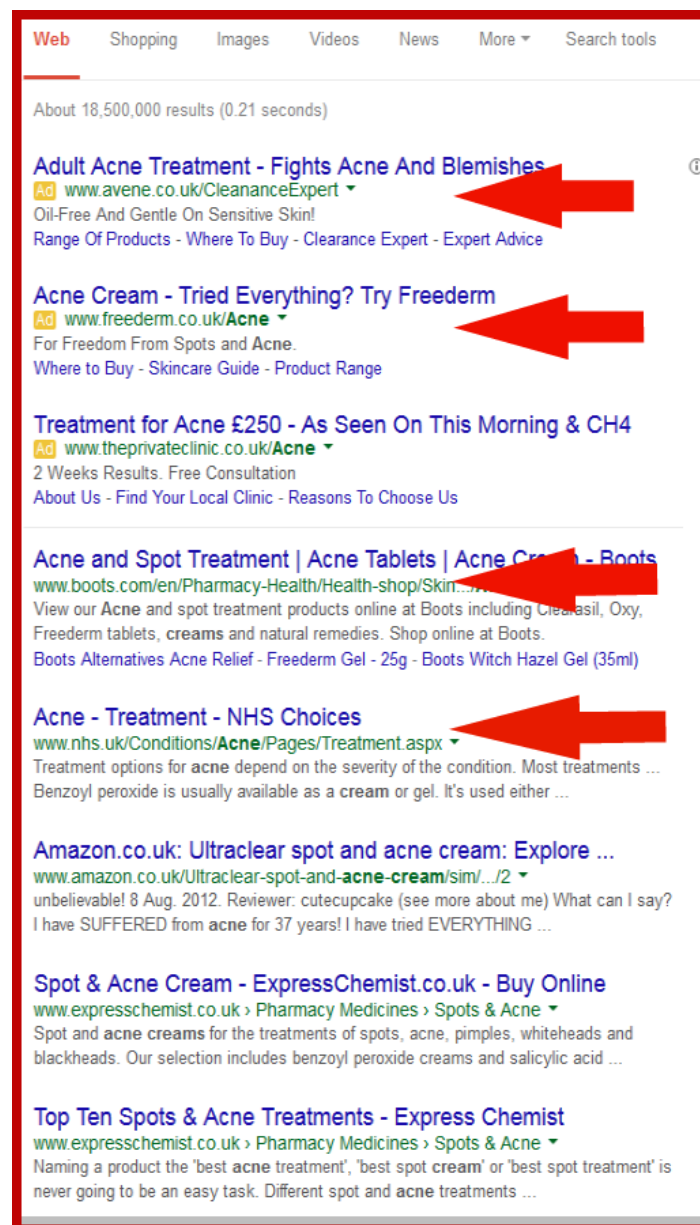 Web Shopping Images Videos News More Search tools
About 18,500,000 results (0.21 seconds)
Adult Acne Treatment - Fights Acne And Blemishes
Ad www.avene.co.uk/CleananceExpert
Oil-Free And Gentle On Sensitive Skin!
Range Of Products - Where To Buy - Clearance Expert - Expert Advice
Acne Cream - Tried Everything? Try Freederm
Ad www.freederm.co.uk/Acne
For Freedom From Spots and Acne.
Where to Buy - Skincare Guide - Product Range
Treatment for Acne £250 - As Seen On This Morning & CH4
Ad www.theprivateclinic.co.uk/Acne
2 Weeks Results. Free Consultation
About Us - Find Your Local Clinic - Reasons To Choose Us
Acne and Spot Treatment | Acne Tablets | Acne Cream - Boots
www.boots.com/en/Pharmacy-Health/Health-shop/Skin.../
View our Acne and spot treatment products online at Boots including Clearasil, Oxy,
Freederm tablets, creams and natural remedies. Shop online at Boots.
Boots Alternatives Acne Relief - Freederm Gel - 25g - Boots Witch Hazel Gel (35ml)
Acne - Treatment - NHS Choices
www.nhs.uk/Conditions/Acne/Pages/Treatment.aspx
Treatment options for acne depend on the severity of the condition. Most treatments ...
Benzoyl peroxide is usually available as a cream or gel. It's used either ...
Amazon.co.uk: Ultraclear spot and acne cream: Explore ...
www.amazon.co.uk/Ultraclear-spot-and-acne-cream/sim/.../2
unbelievable! 8 Aug. 2012. Reviewer: cutecupcake (see more about me) What can I say?
I have SUFFERED from acne for 37 years! I have tried EVERYTHING ...
Spot & Acne Cream - ExpressChemist.co.uk - Buy Online
www.expresschemist.co.uk › Pharmacy Medicines › Spots & Acne
Spot and acne creams for the treatments of spots, acne, pimples, whiteheads and
blackheads. Our selection includes benzoyl peroxide creams and salicylic acid ...
Top Ten Spots & Acne Treatments - Express Chemist
www.expresschemist.co.uk › Pharmacy Medicines › Spots & Acne
Naming a product the 'best acne treatment', 'best spot cream' or 'best spot treatment' is
never going to be an easy task. Different spot and acne treatments ...